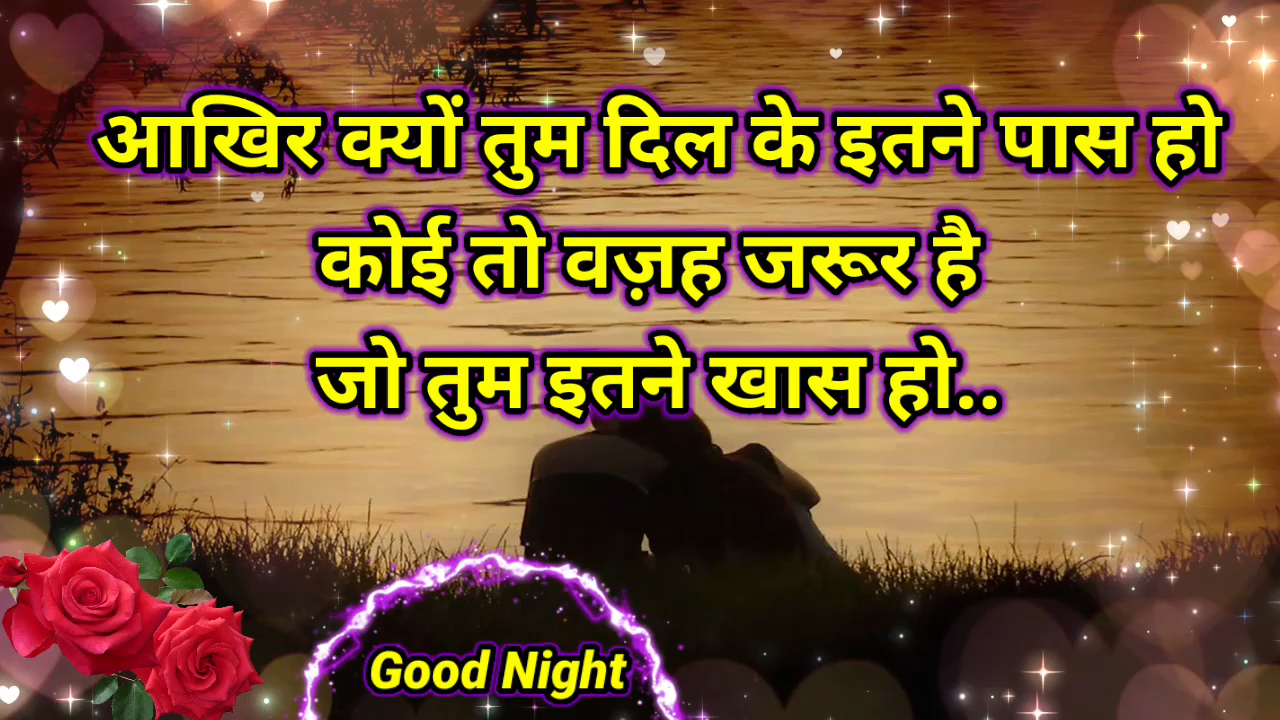 आखिर क्यों तुम दिल के इतने पास हो
कोई तो वज़ह जरूर है
जो तुम इतने खास हो..
Good Night